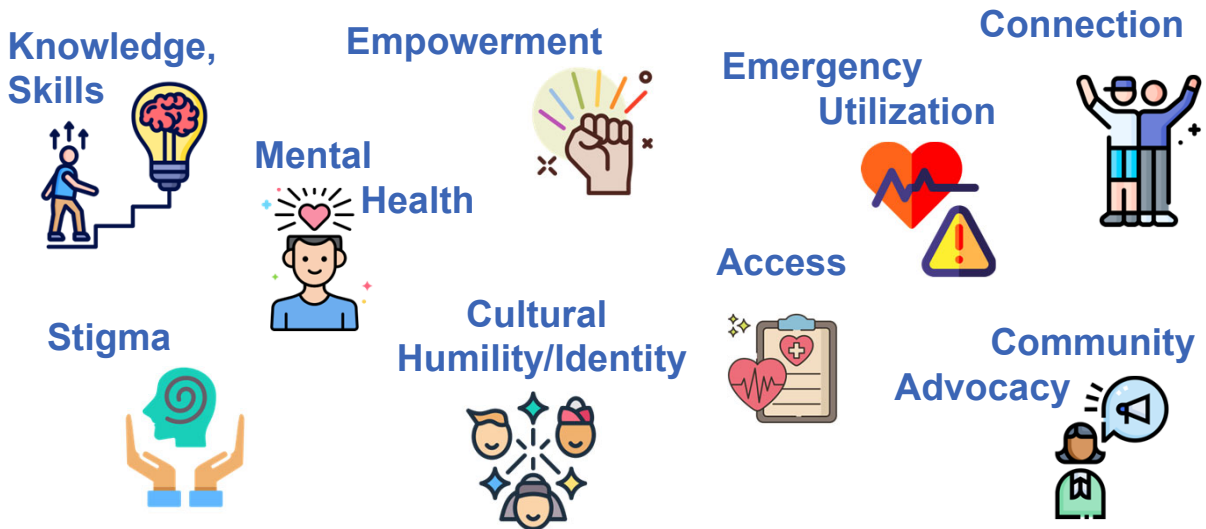 Knowledge,
Skills
Empowerment
Connection
Emergency
Utilization
Mental
Health
Access
Stigma
Cultural
Humility/Identity
Community
Advocacy